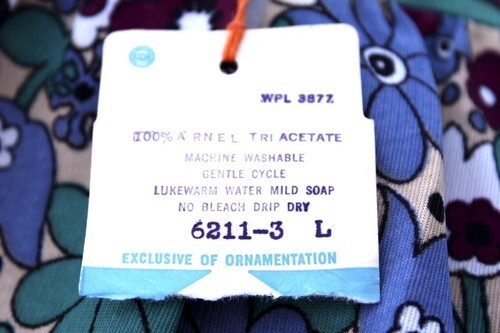 WPL 3877
100% ARNEL TRIACETATE
MACHINE WASHABLE
GENTLE CYCLE
LUKEWARM WATER MILD SOAP
NO BLEACH DRIP DRY
6211-3 L
EXCLUSIVE OF ORNAMENTATION